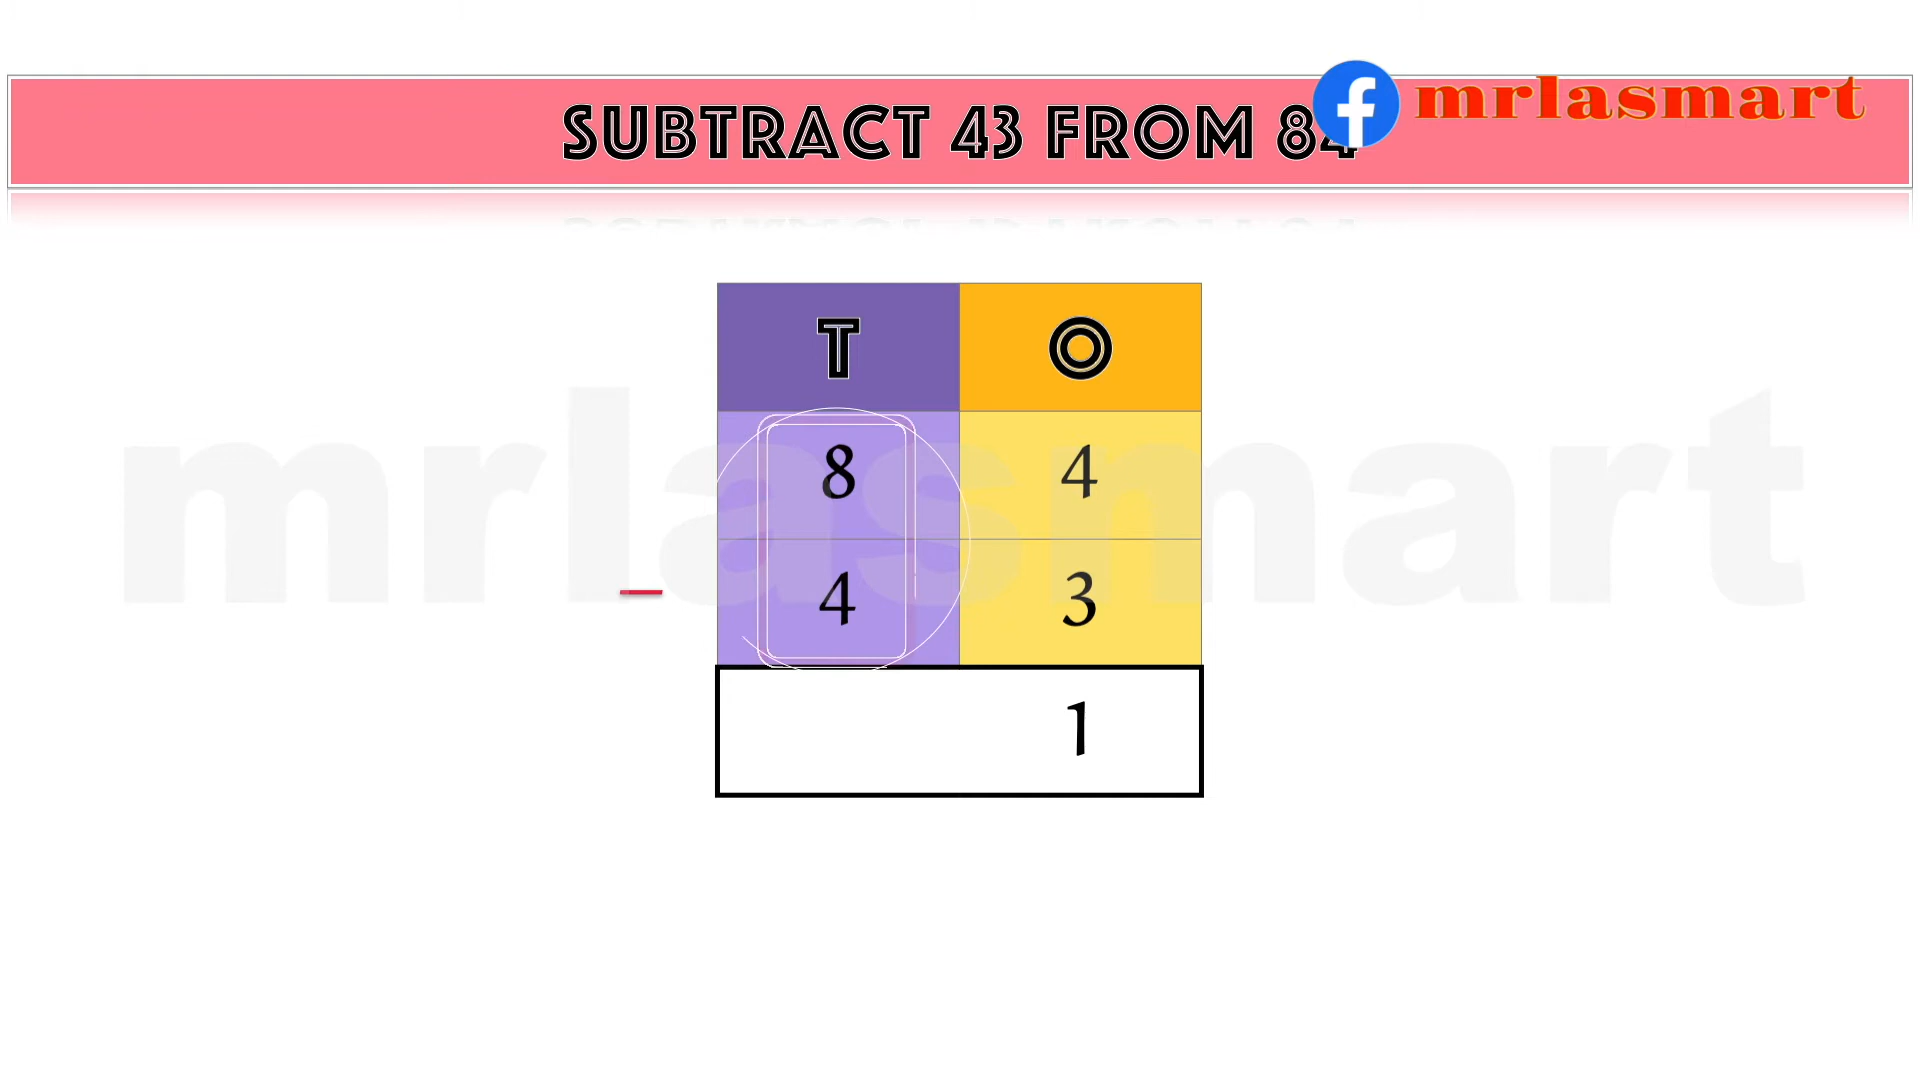 SUBTRACT 43 FROM 84
mrlasmart
T O
8 4
mrlasmart
– 4 3
1